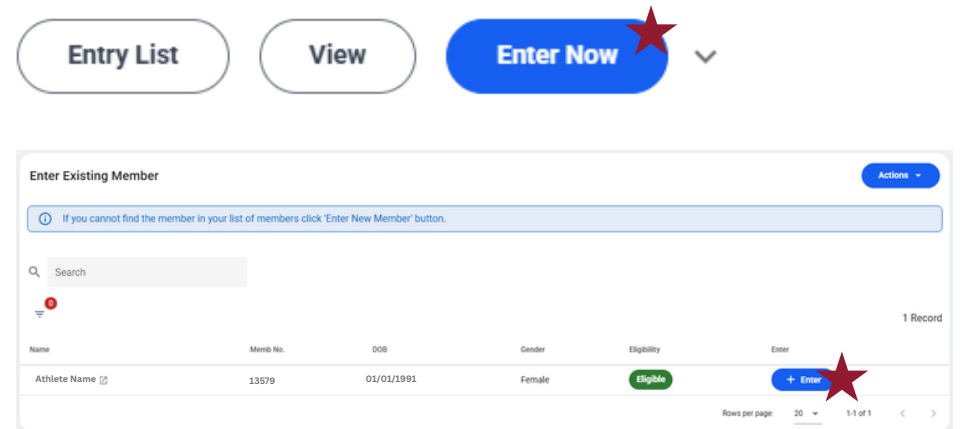 Entry List View Enter Now
Enter Existing Member Actions
If you cannot find the member in your list of members click 'Enter New Member' button.
Search
0
1 Record
Name Memb No. DOB Gender Eligibility Enter
Athlete Name 13579 01/01/1991 Female Eligible + Enter
Rows per page: 20 1-1 of 1